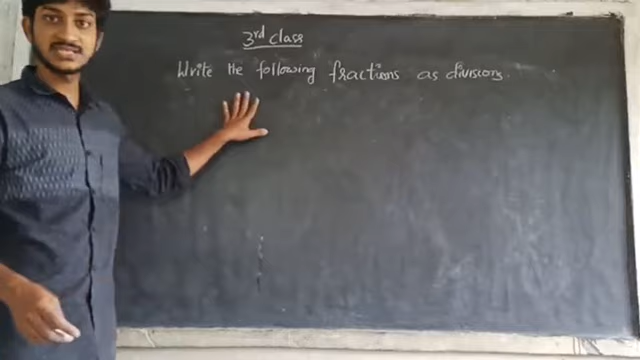 3rd class
Write the following fractions as divisions.